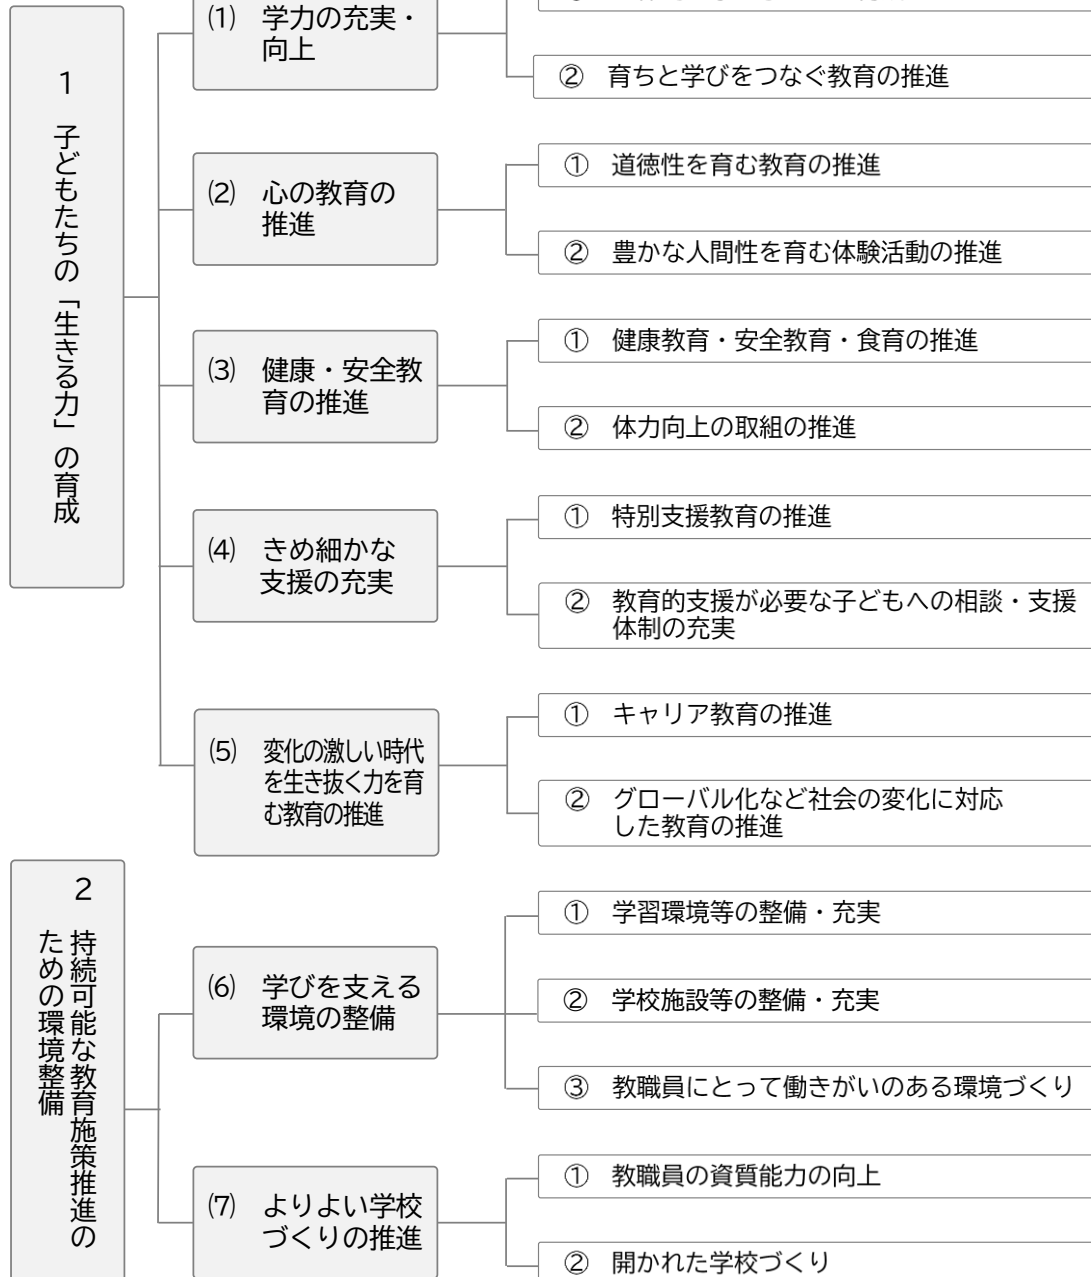 1 子どもたちの「生きる力」の育成
⑴ 学力の充実・
向上
② 育ちと学びをつなぐ教育の推進
⑵ 心の教育の
推進
① 道徳性を育む教育の推進
② 豊かな人間性を育む体験活動の推進
⑶ 健康・安全教
育の推進
① 健康教育・安全教育・食育の推進
② 体力向上の取組の推進
⑷ きめ細かな
支援の充実
① 特別支援教育の推進
② 教育的支援が必要な子どもへの相談・支援
体制の充実
⑸ 変化の激しい時代
を生き抜く力を育
む教育の推進
① キャリア教育の推進
② グローバル化など社会の変化に対応
した教育の推進
2
持続可能な教育施策推進の
ための環境整備
⑹ 学びを支える
環境の整備
① 学習環境等の整備・充実
② 学校施設等の整備・充実
③ 教職員にとって働きがいのある環境づくり
⑺ よりよい学校
づくりの推進
① 教職員の資質能力の向上
② 開かれた学校づくり